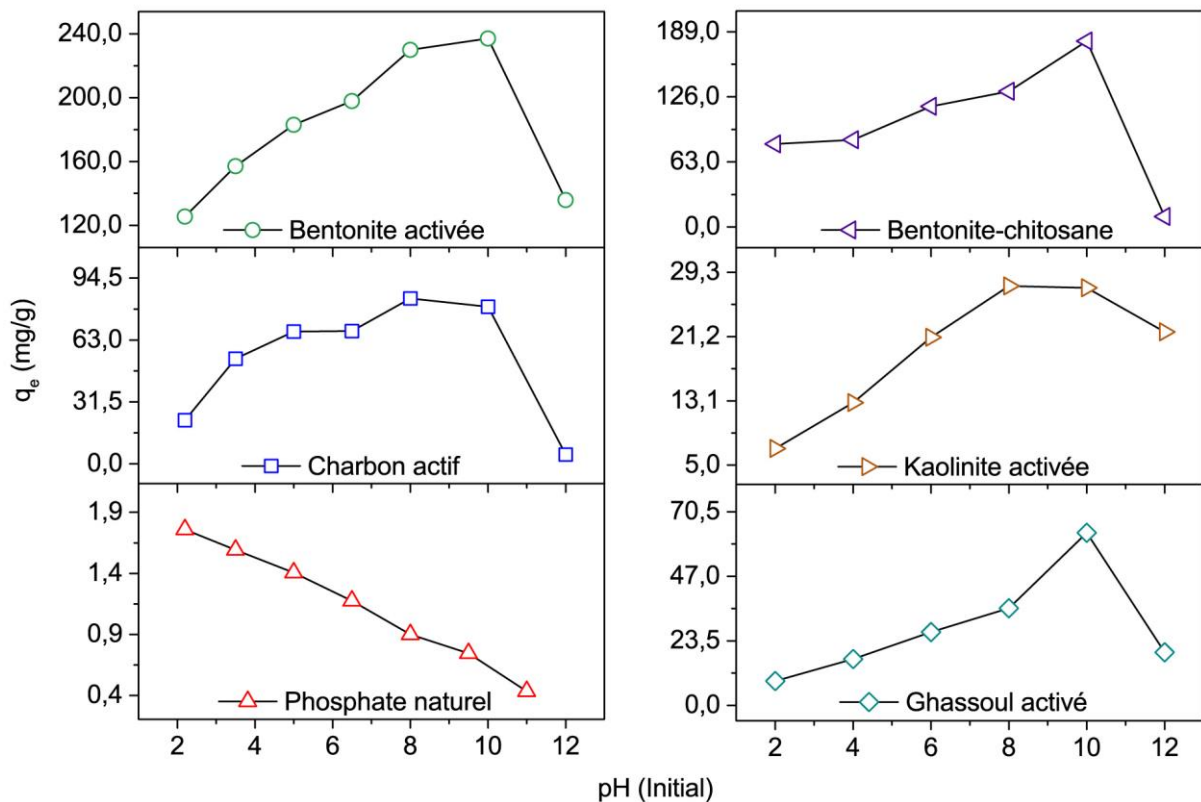 240,0
200,0
160,0
120,0
Bentonite activée
189,0
126,0
63,0
0,0
Bentonite-chitosane
94,5
63,0
31,5
0,0
Charbon actif
29,3
21,2
13,1
5,0
Kaolinite activée
1,9
1,4
0,9
0,4
Phosphate naturel
70,5
47,0
23,5
0,0
Ghassoul activé
2 4 6 8 10 12
2 4 6 8 10 12
qe (mg/g)
pH (Initial)